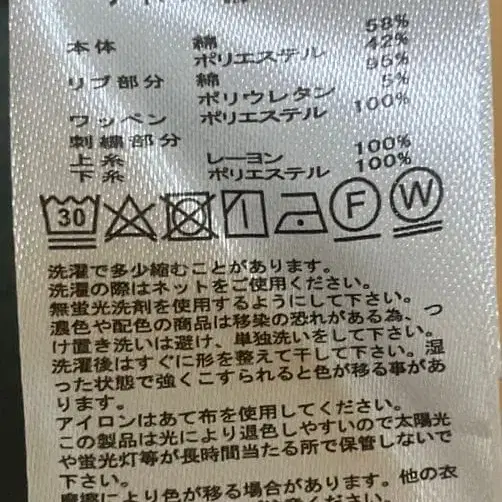 58%
本体 綿 42%
ポリエステル 95%
リブ部分 綿 5%
ポリウレタン 100%
ワッペン ポリエステル
刺繍部分
上糸 レーヨン 100%
下糸 ポリエステル 100%
30 F W
洗濯で多少縮むことがあります。
洗濯の際はネットをご使用ください。
無蛍光洗剤を使用するようにして下さい。
濃色や配色の商品は移染の恐れがある為、つ
け置き洗いは避け、単独洗いをして下さい。
洗濯後はすぐに形を整えて干して下さい。湿
った状態で強くこすられると色が移る事があ
ります。
アイロンはあて布を使用してください。
この製品は光により退色しやすいので太陽光
や蛍光灯等が長時間当たる所で保管しないで
下さい。
摩擦により色が移る場合があります。他の衣